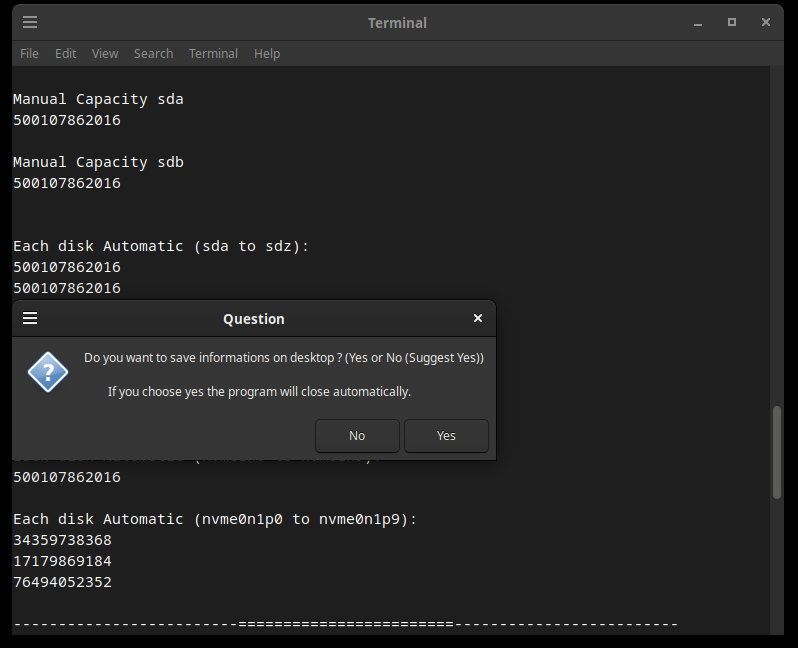 Terminal
File Edit View Search Terminal Help
Manual Capacity sda
500107862016
Manual Capacity sdb
500107862016
Each disk Automatic (sda to sdz):
500107862016
500107862016
Question
Do you want to save informations on desktop ? (Yes or No (Suggest Yes))
If you choose yes the program will close automatically.
No Yes
500107862016
Each disk Automatic (nvme0n1p0 to nvme0n1p9):
34359738368
17179869184
76494052352
-------------------------========================-------------------------